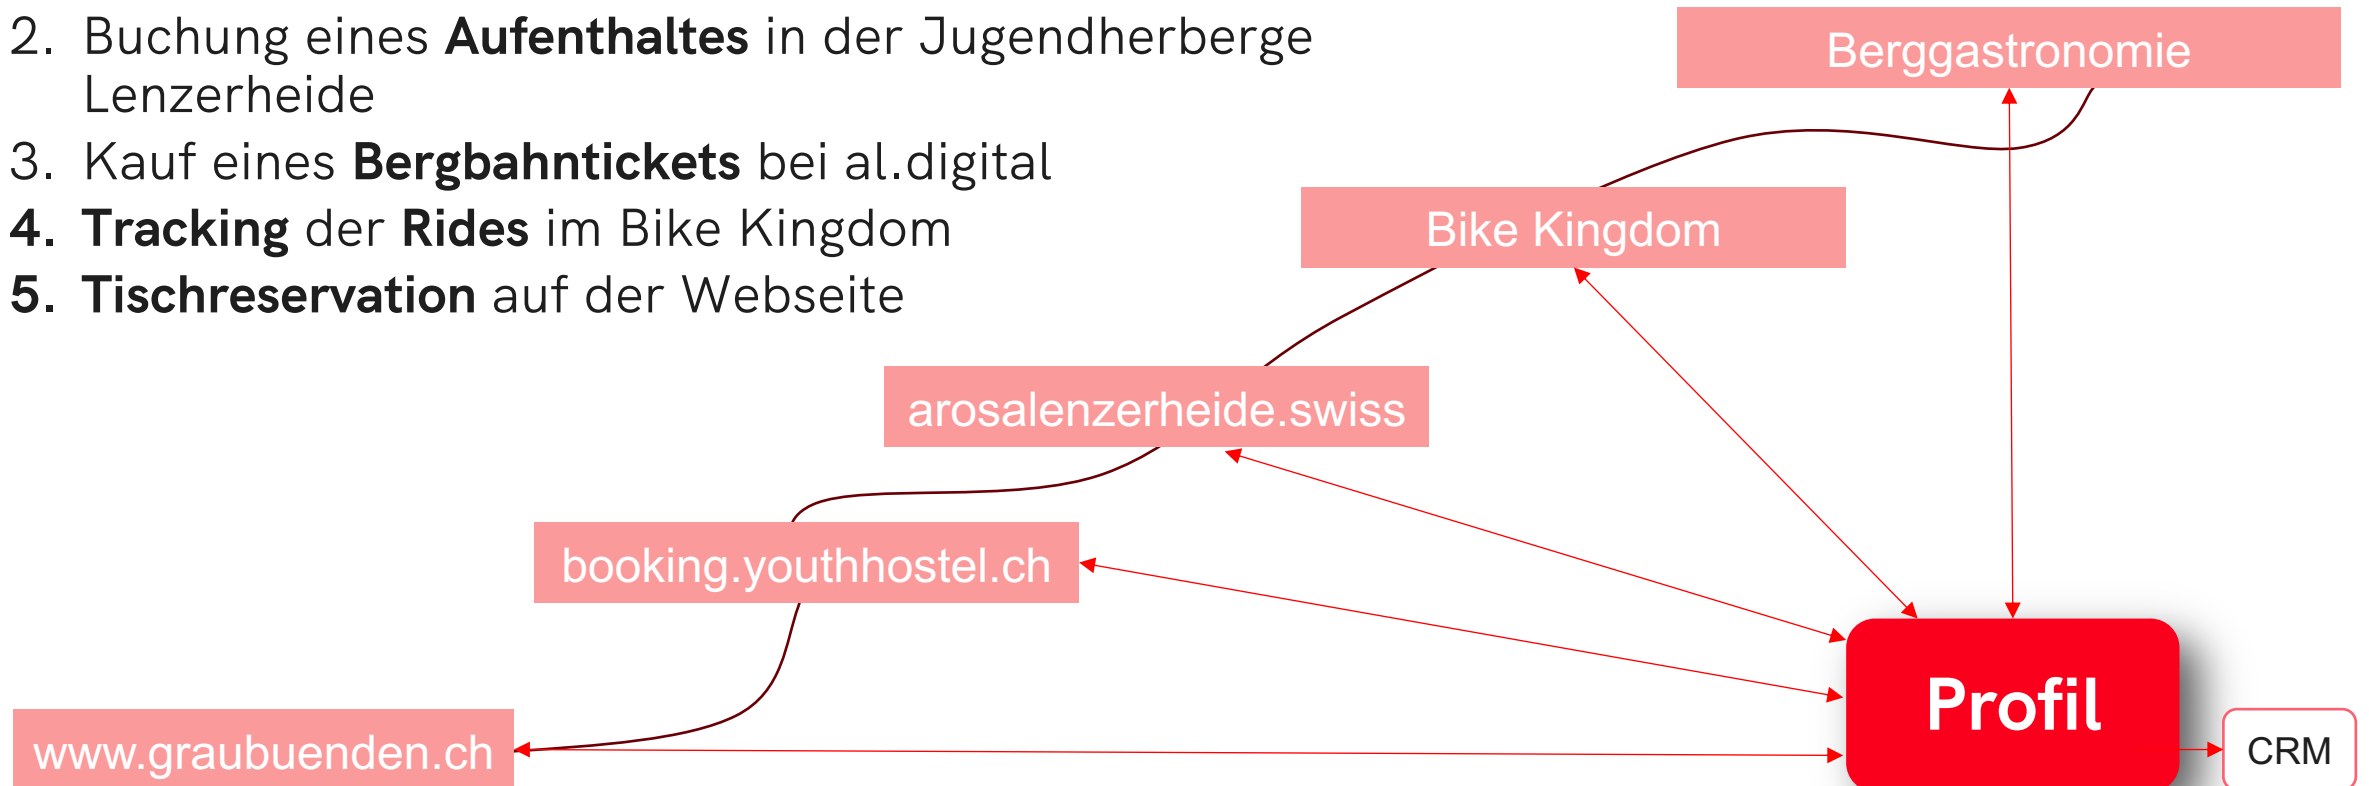 2. Buchung eines Aufenthaltes in der Jugendherberge
Lenzerheide
3. Kauf eines Bergbahntickets bei al.digital
4. Tracking der Rides im Bike Kingdom
5. Tischreservation auf der Webseite
Berggastronomie
Bike Kingdom
arosalenzerheide.swiss
booking.youthhostel.ch
www.graubuenden.ch
Profil
CRM